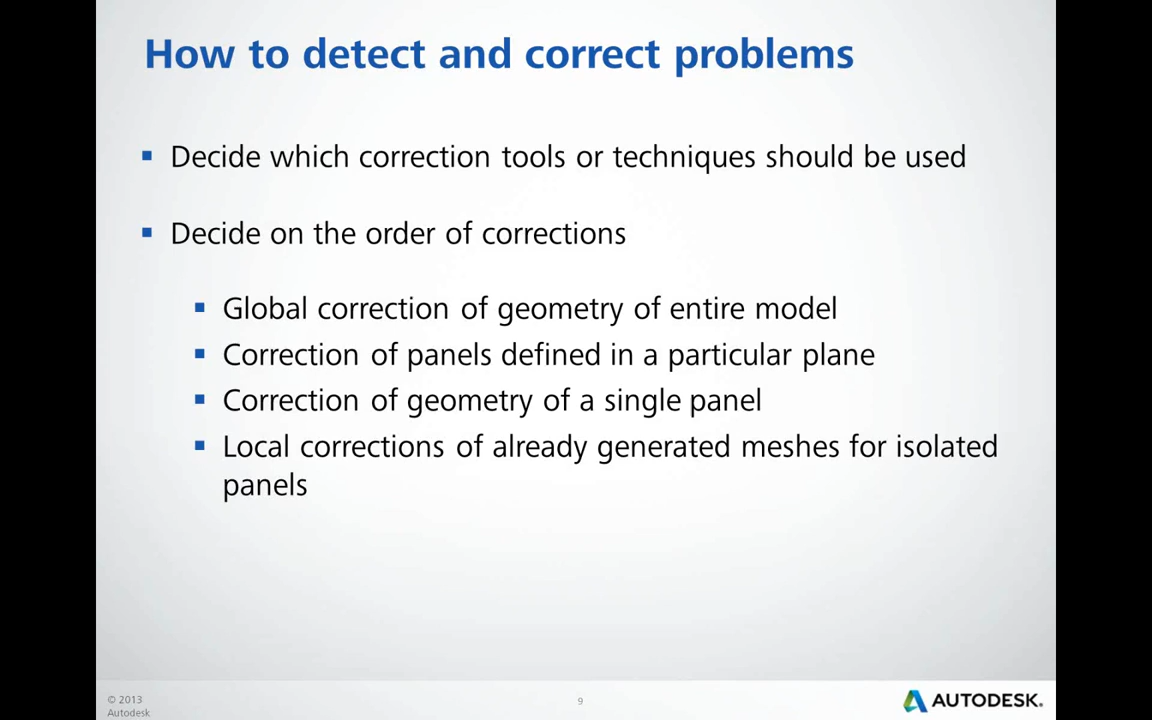 How to detect and correct problems
Decide which correction tools or techniques should be used
Decide on the order of corrections
Global correction of geometry of entire model
Correction of panels defined in a particular plane
Correction of geometry of a single panel
Local corrections of already generated meshes for isolated
panels
© 2013
Autodesk
9
AUTODESK.